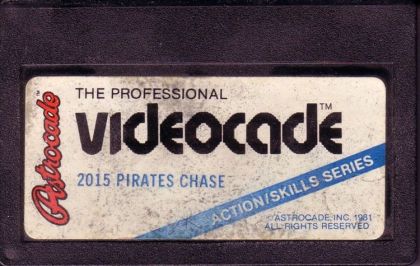 Astrocade
THE PROFESSIONAL
videocade™
2015 PIRATES CHASE
ACTION/SKILLS SERIES
©ASTROCADE, INC. 1981
ALL RIGHTS RESERVED